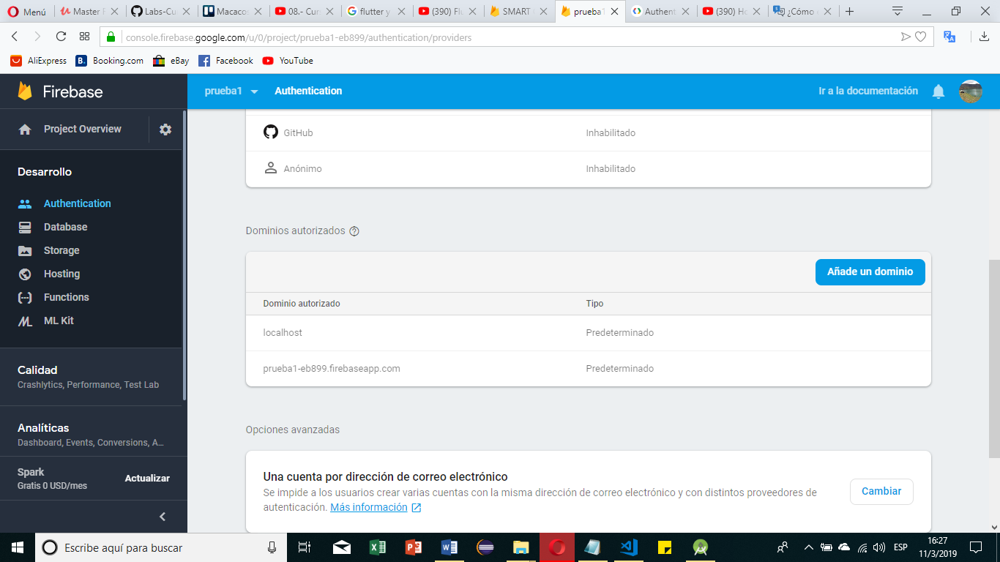 Menú
Master F
Labs-Cu
Macacos
08.- Cur
flutter y
(390) Flu
SMART
prueba1
Authent
(390) Ho
¿Cómo
console.firebase.google.com/u/0/project/prueba1-eb899/authentication/providers
AliExpress
Booking.com
eBay
Facebook
YouTube
Firebase
prueba1
Authentication
Ir a la documentación
Project Overview
Desarrollo
Authentication
Database
Storage
Hosting
Functions
ML Kit
Calidad
Crashlytics, Performance, Test Lab
Analíticas
Dashboard, Events, Conversions, A...
Spark
Gratis 0 USD/mes
Actualizar
GitHub
Inhabilitado
Anónimo
Inhabilitado
Dominios autorizados
Añade un dominio
Dominio autorizado
Tipo
localhost
Predeterminado
prueba1-eb899.firebaseapp.com
Predeterminado
Opciones avanzadas
Una cuenta por dirección de correo electrónico
Se impide a los usuarios crear varias cuentas con la misma dirección de correo electrónico y con distintos proveedores de
autenticación. Más información
Cambiar
Escribe aquí para buscar
ESP
16:27
11/3/2019